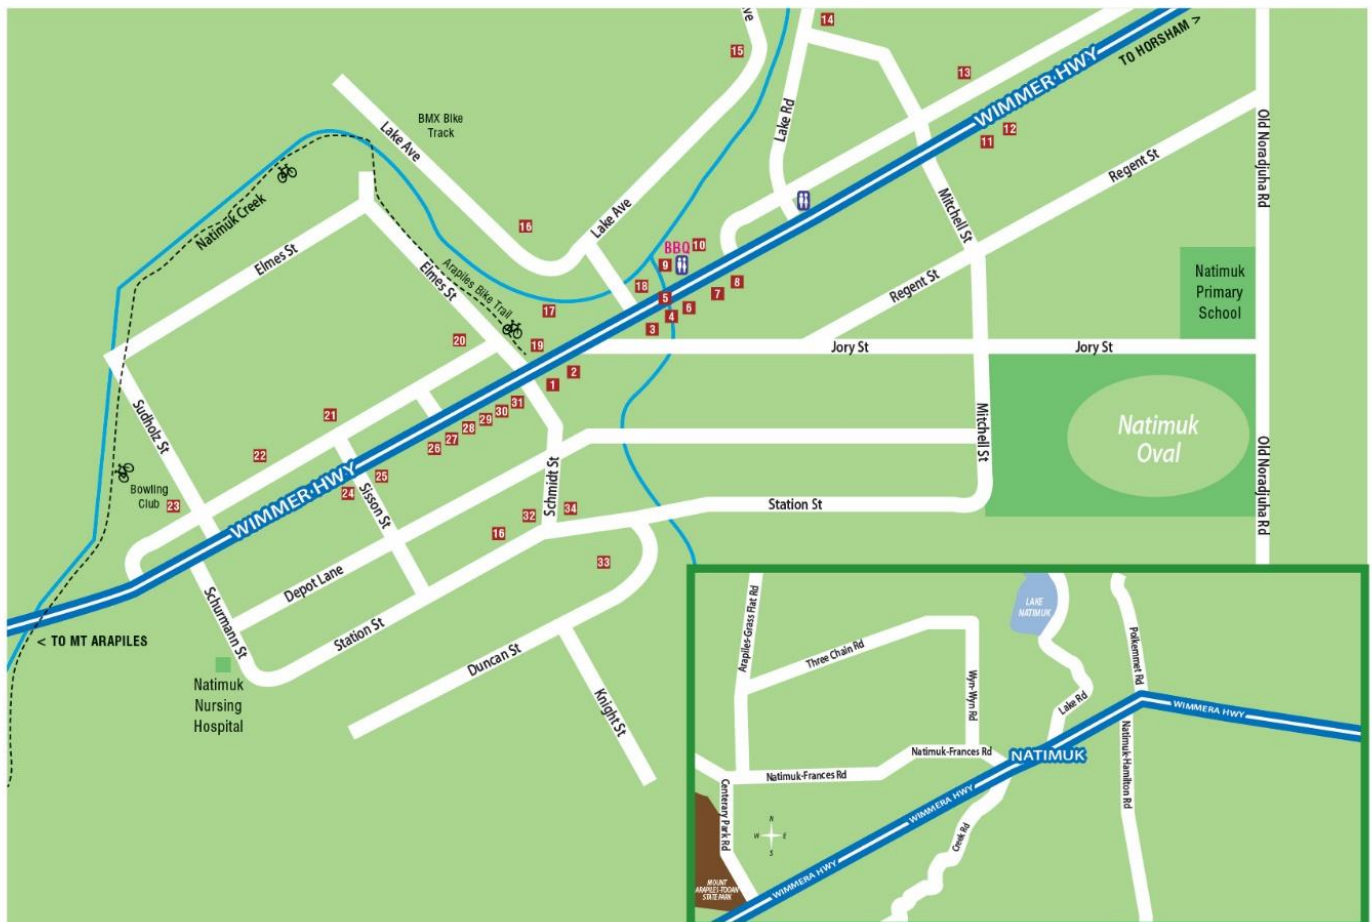 ve
14
15
13
TO HORSHAM >
WIMMER HWY
BMX Bike
Track
Lake Ave
Lake Rd
11
12
Old Noradjuha Rd
Regent St
Natimuk Creek
16
Lake Ave
Mitchell St
Elmes St
Elmes St
Arapiles Bike Trail
BBQ
10
9
18
5
8
7
6
4
3
17
Regent St
Natimuk
Primary
School
20
19
Jory St
Jory St
2
1
Sudholz St
21
31
30
29
28
27
26
Mitchell St
Natimuk
Oval
Old Noradjuha Rd
22
25
24
WIMMER HWY
Bowling
Club
23
Sisson St
Schmidt St
32
34
16
Station St
33
Depot Lane
Schurmann St
Station St
< TO MT ARAPILES
Duncan St
Natimuk
Nursing
Hospital
Knight St
LAKE
NATIMUK
Arapiles-Grass Flat Rd
Three Chain Rd
Wyn-Wyn Rd
Lake Rd
Polkemmet Rd
WIMMERA HWY
Natimuk-Frances Rd
NATIMUK
Natimuk-Frances Rd
Natimuk-Hamilton Rd
Centerary Park Rd
WIMMERA HWY
N
W
E
S
Creek Rd
WIMMERA HWY
MOUNT
ARAPILES-TOOAN
STATE PARK